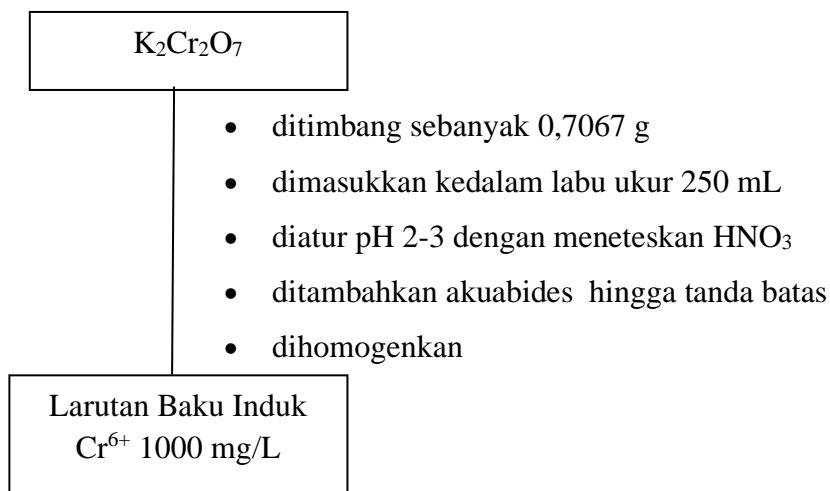 K₂Cr₂O₇
• ditimbang sebanyak 0,7067 g
• dimasukkan kedalam labu ukur 250 mL
• diatur pH 2-3 dengan meneteskan HNO₃
• ditambahkan akuabides  hingga tanda batas
• dihomogenkan
Larutan Baku Induk
Cr⁶⁺ 1000 mg/L